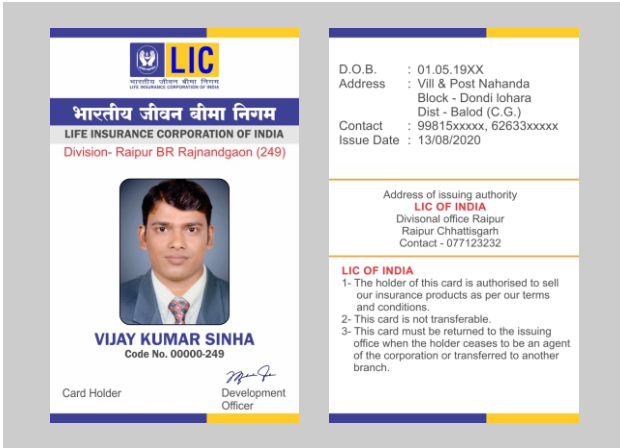 LIC
भारतीय जीवन बीमा निगम
LIFE INSURANCE CORPORATION OF INDIA
भारतीय जीवन बीमा निगम
LIFE INSURANCE CORPORATION OF INDIA
Division- Raipur BR Rajnandgaon (249)
VIJAY KUMAR SINHA
Code No. 00000-249
Card Holder
Development
Officer
D.O.B. : 01.05.19XX
Address : Vill & Post Nahanda
Block - Dondi lohara
Dist - Balod (C.G.)
Contact : 99815xxxxx, 62633xxxxx
Issue Date : 13/08/2020
Address of issuing authority
LIC OF INDIA
Divisonal office Raipur
Raipur Chhattisgarh
Contact - 077123232
LIC OF INDIA
1- The holder of this card is authorised to sell
our insurance products as per our terms
and conditions.
2- This card is not transferable.
3- This card must be returned to the issuing
office when the holder ceases to be an agent
of the corporation or transferred to another
branch.